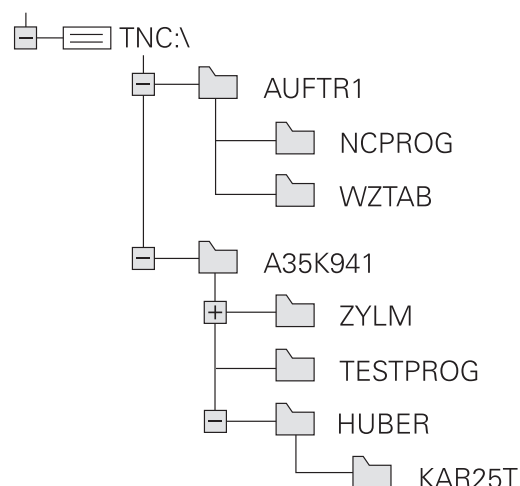 TNC:\
AUFTR1
NCPROG
WZTAB
A35K941
ZYLM
TESTPROG
HUBER
KAR25T